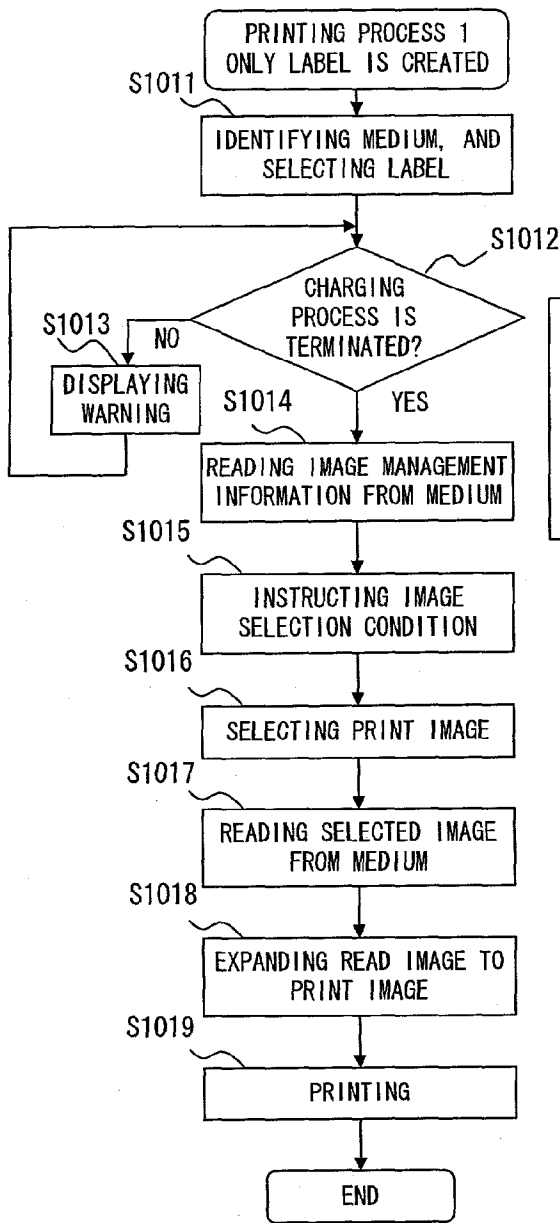 PRINTING PROCESS 1
ONLY LABEL IS CREATED
S1011
IDENTIFYING MEDIUM, AND
SELECTING LABEL
S1012
CHARGING
PROCESS IS
TERMINATED?
S1013
NO
DISPLAYING
WARNING
YES
S1014
READING IMAGE MANAGEMENT
INFORMATION FROM MEDIUM
S1015
INSTRUCTING IMAGE
SELECTION CONDITION
S1016
SELECTING PRINT IMAGE
S1017
READING SELECTED IMAGE
FROM MEDIUM
S1018
EXPANDING READ IMAGE TO
PRINT IMAGE
S1019
PRINTING
END